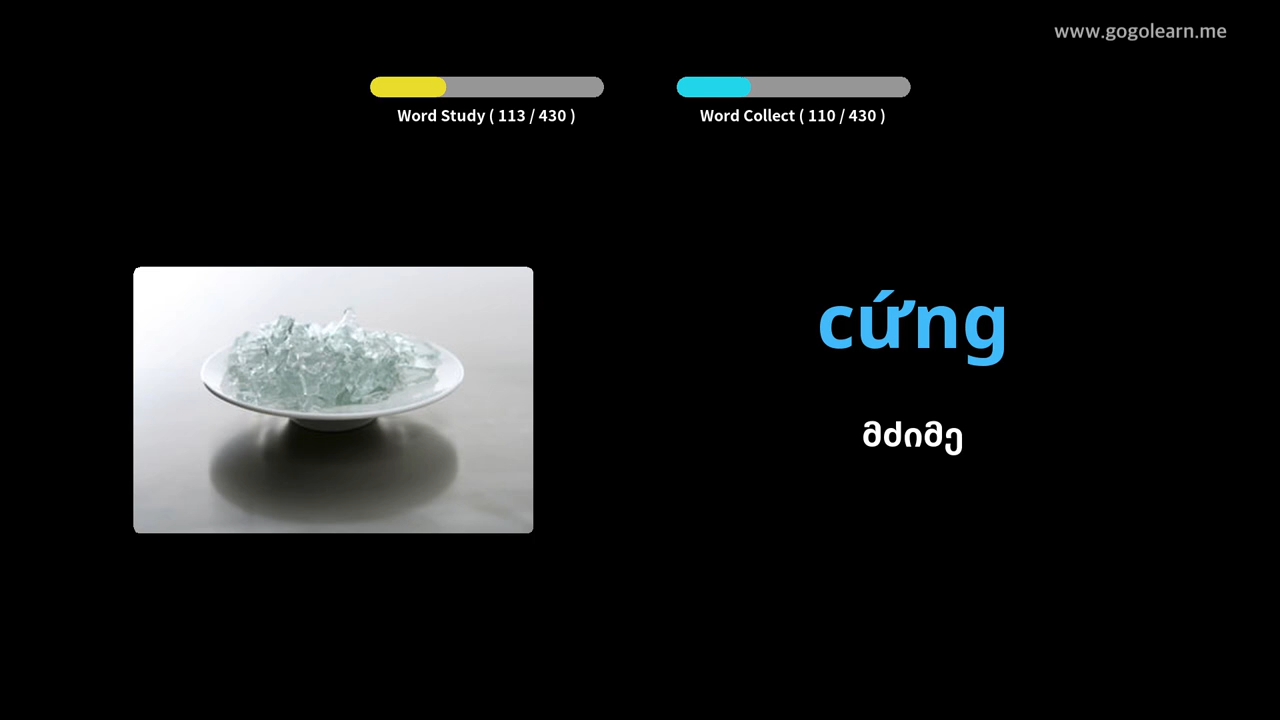 www.gogolearn.me
Word Study ( 113 / 430 )
Word Collect ( 110 / 430 )
cứng
მძიმე